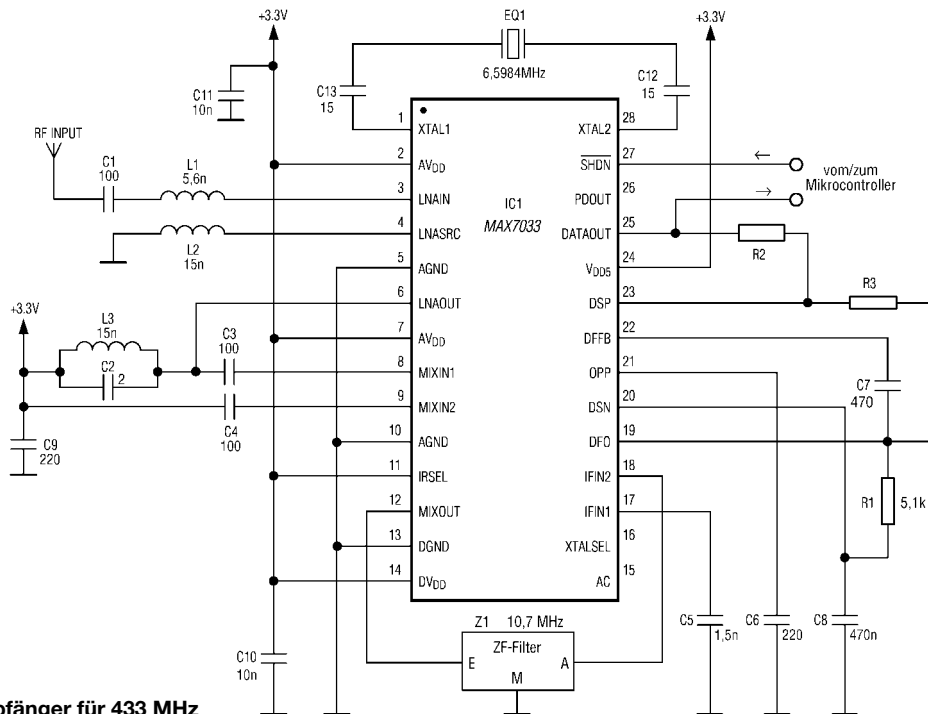 +3.3V
EQ1
+3.3V
6,5984MHz
C11
10n
C13
15
C12
15
1
XTAL1
XTAL2
28
RF INPUT
2
AVDD
SHDN
27
←
vom/zum
Mikrocontroller
C1
100
L1
5,6n
3
LNAIN
IC1
MAX7033
PDOUT
26
→
L2
15n
4
LNASRC
DATAOUT
25
R2
5
AGND
VDD5
24
6
LNAOUT
DSP
23
R3
+3.3V
L3
15n
C2
2
C3
100
7
AVDD
DFFB
22
8
MIXIN1
OPP
21
C7
470
C4
100
9
MIXIN2
DSN
20
C9
220
10
AGND
DFO
19
11
IRSEL
IFIN2
18
R1
5,1k
12
MIXOUT
IFIN1
17
13
DGND
XTALSEL
16
14
DVDD
AC
15
Z1 10,7 MHz
ZF-Filter
E
A
M
C5
1,5n
C6
220
C8
470n
C10
10n
für 433 MHz